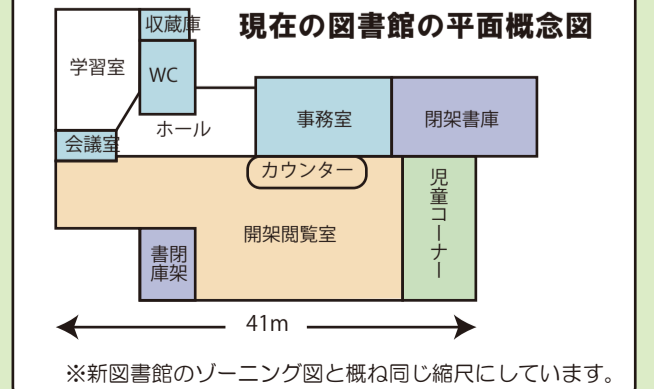 現在の図書館の平面概念図
収蔵庫
学習室
WC
ホール
事務室
閉架書庫
会議室
カウンター
児童コーナー
開架閲覧室
閉架書庫
41m
※新図書館のゾーニング図と概ね同じ縮尺にしています。